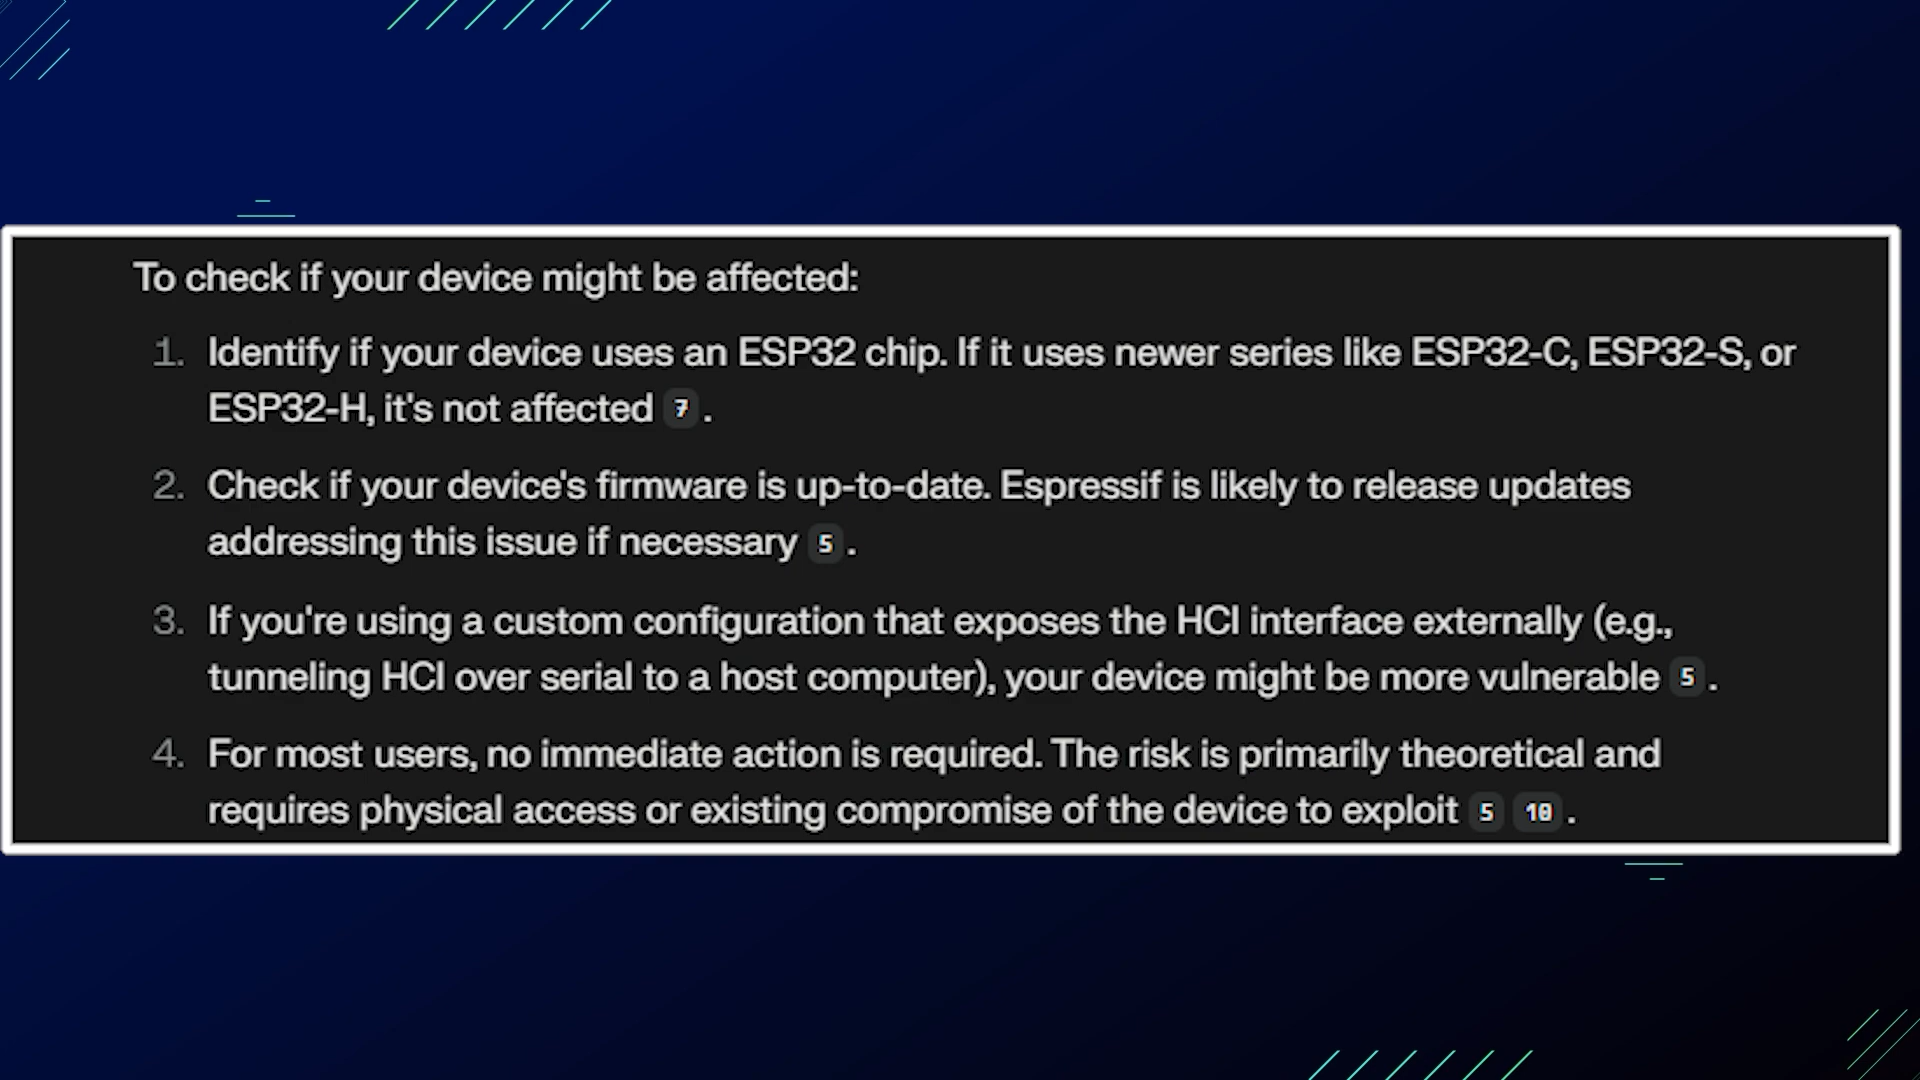 To check if your device might be affected:
1. Identify if your device uses an ESP32 chip. If it uses newer series like ESP32-C, ESP32-S, or
ESP32-H, it's not affected 7 .
2. Check if your device's firmware is up-to-date. Espressif is likely to release updates
addressing this issue if necessary 5 .
3. If you're using a custom configuration that exposes the HCI interface externally (e.g.,
tunneling HCI over serial to a host computer), your device might be more vulnerable 5 .
4. For most users, no immediate action is required. The risk is primarily theoretical and
requires physical access or existing compromise of the device to exploit 5 10 .